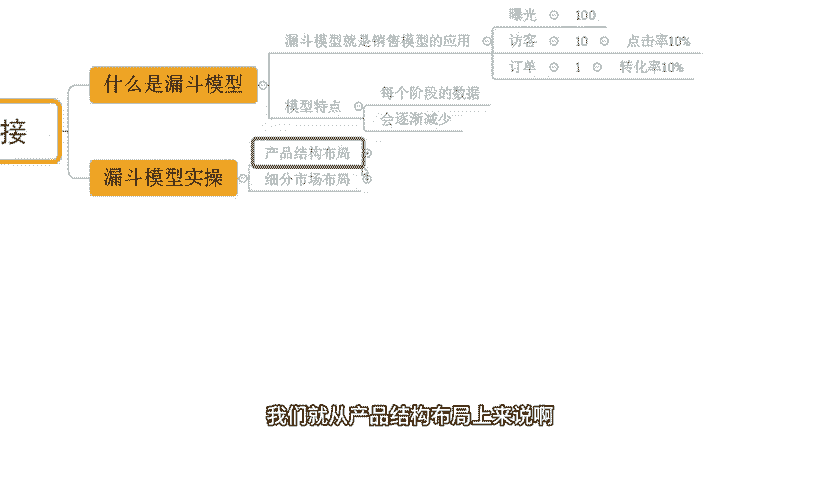 接
什么是漏斗模型
漏斗模型就是销售模型的应用
曝光 100
访客 10 点击率10%
订单 1 转化率10%
模型特点
每个阶段的数据
会逐渐减少
漏斗模型实操
产品结构布局
细分市场布局
我们就从产品结构布局上来说啊